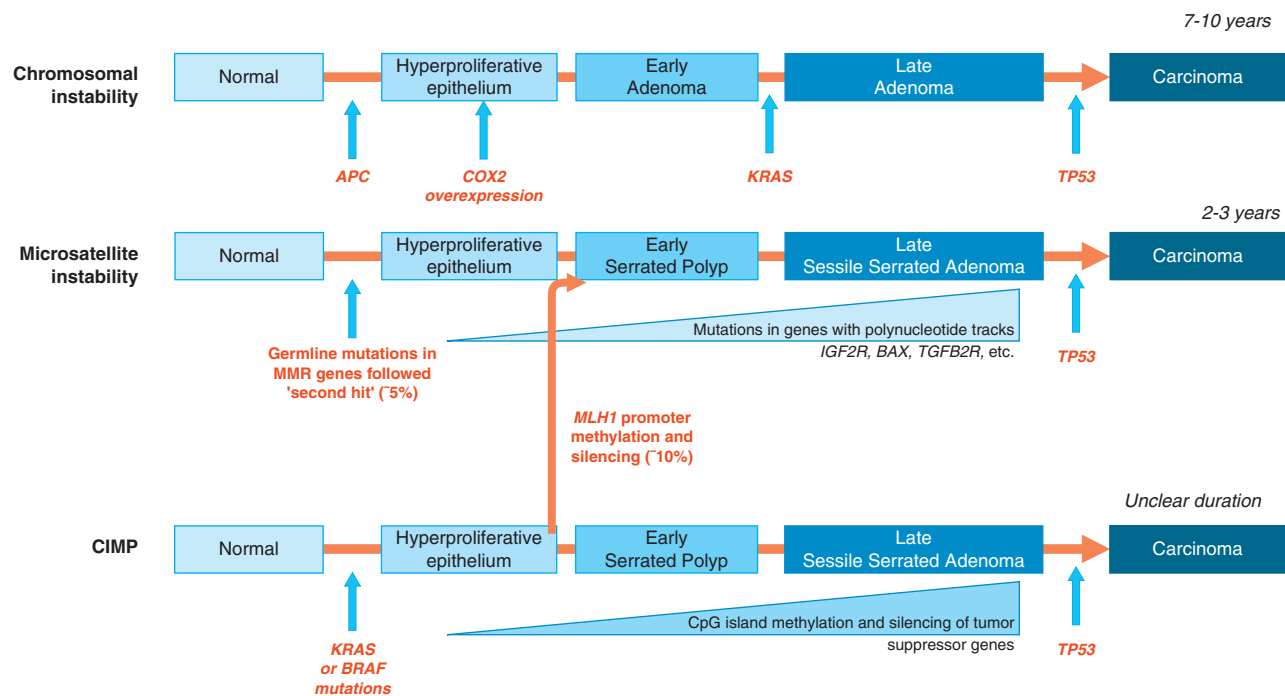 7-10 years
Chromosomal
instability
Normal
Hyperproliferative
epithelium
Early
Adenoma
Late
Adenoma
Carcinoma
APC
COX2
overexpression
KRAS
TP53
2-3 years
Microsatellite
instability
Normal
Hyperproliferative
epithelium
Early
Serrated Polyp
Late
Sessile Serrated Adenoma
Carcinoma
Mutations in genes with polynucleotide tracks
IGF2R, BAX, TGFB2R, etc.
Germline mutations in
MMR genes followed
'second hit' (˜5%)
TP53
MLH1 promoter
methylation and
silencing (˜10%)
Unclear duration
CIMP
Normal
Hyperproliferative
epithelium
Early
Serrated Polyp
Late
Sessile Serrated Adenoma
Carcinoma
CpG island methylation and silencing of tumor
suppressor genes
KRAS
or BRAF
mutations
TP53